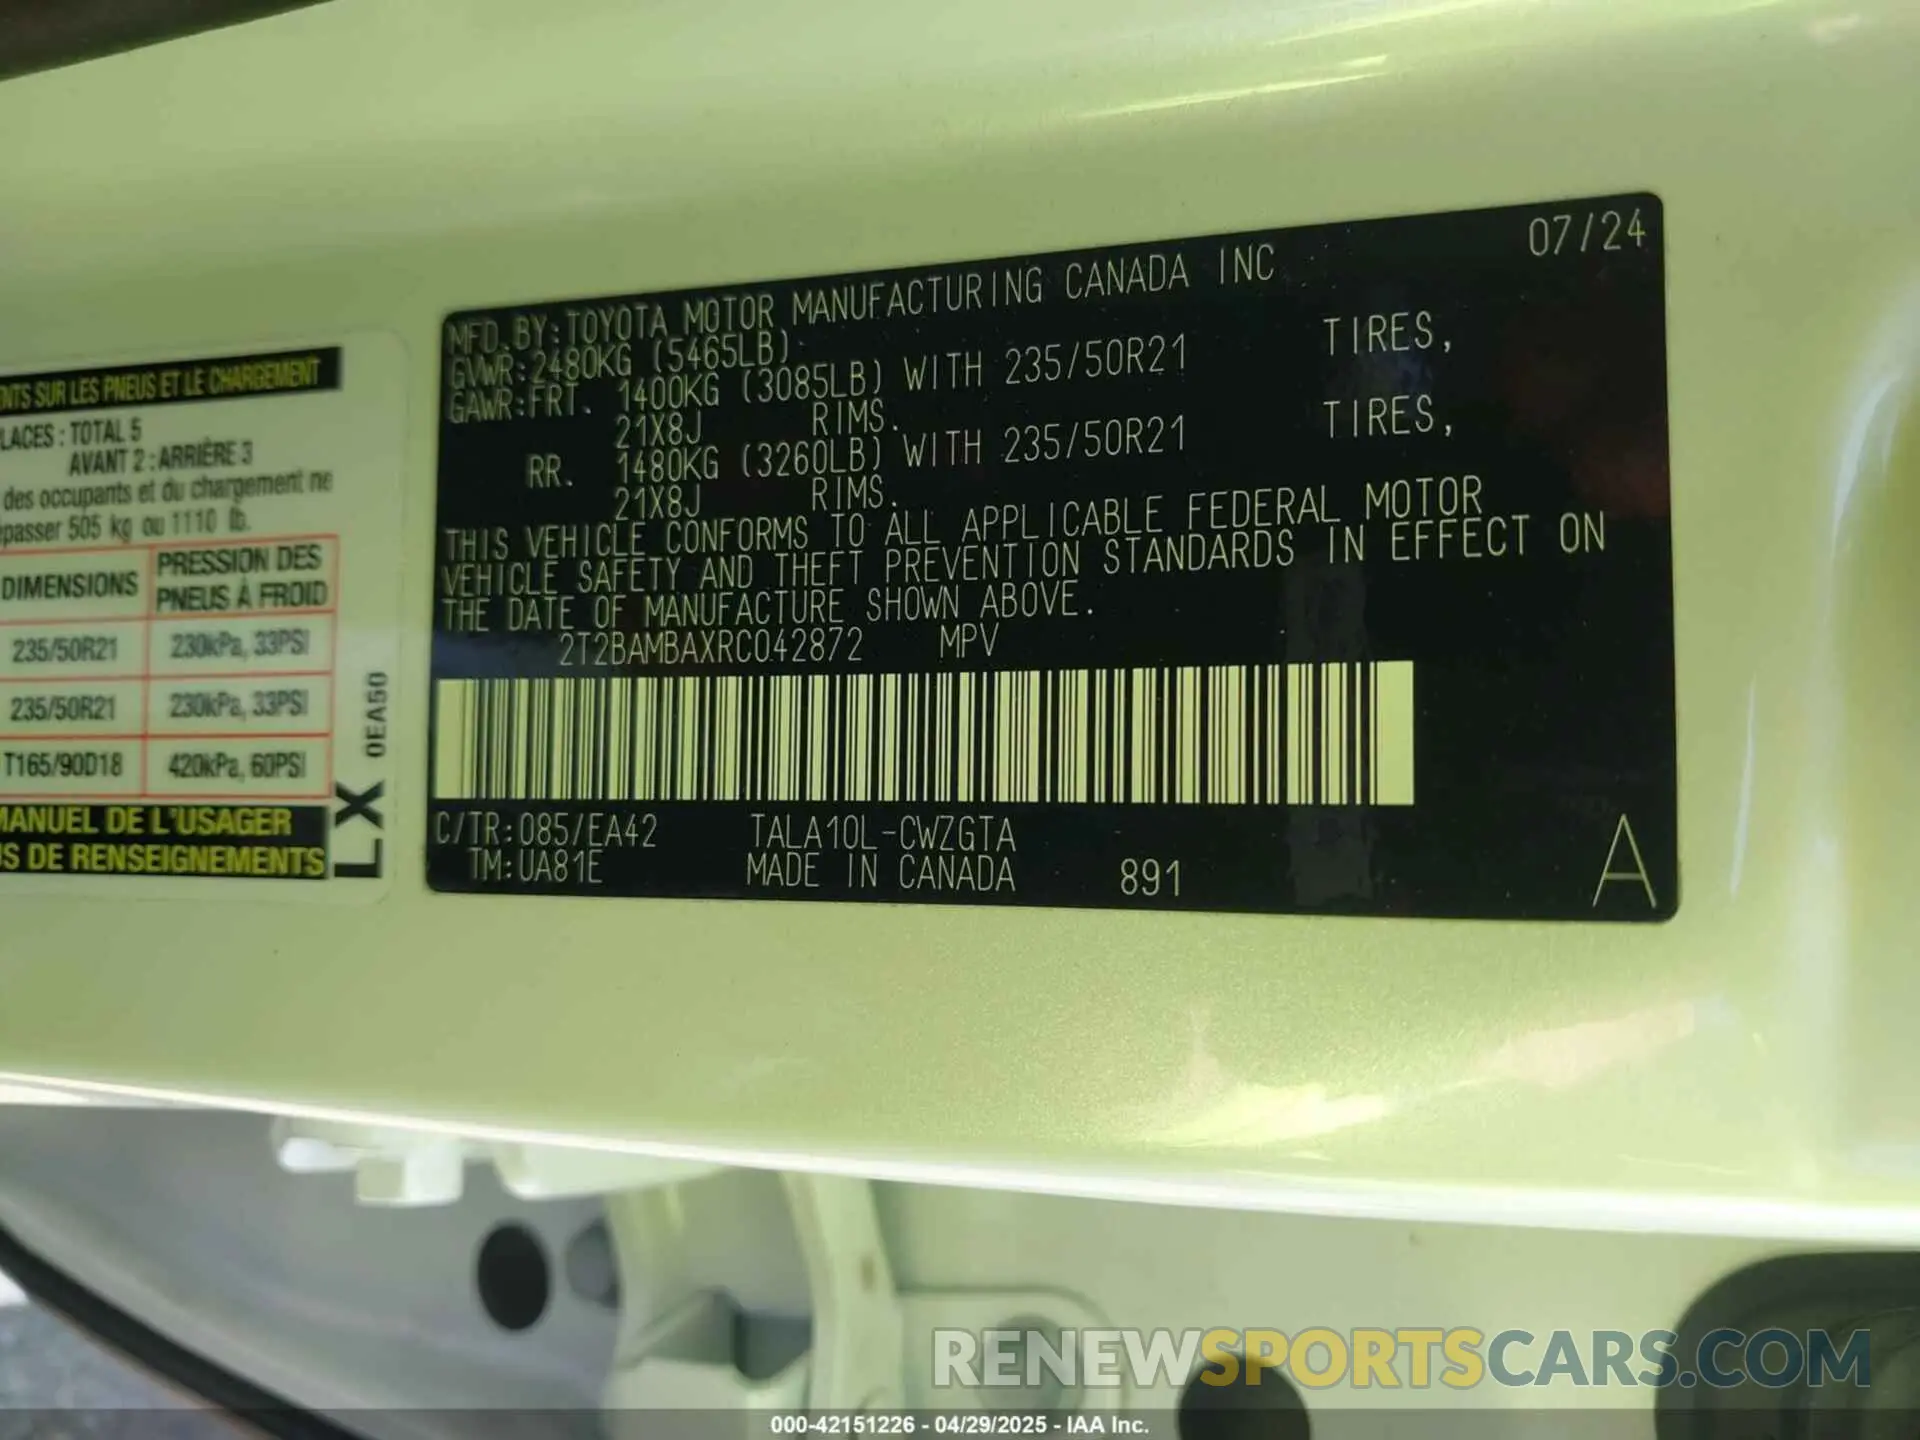 NTS SUR LES PNEUS ET LE CHARGEMENT
LACES : TOTAL 5
AVANT 2 : ARRIÈRE 3
des occupants et du chargement ne
épasser 505 kg ou 1110 lb.
DIMENSIONS
PRESSION DES
PNEUS À FROID
235/50R21 230kPa, 33PSI
235/50R21 230kPa, 33PSI
T165/90D18 420kPa, 60PSI
MANUEL DE L'USAGER
S DE RENSEIGNEMENTS
LX 0EA50
07/24
MFD.BY:TOYOTA MOTOR MANUFACTURING CANADA INC
GVWR:2480KG (5465LB)
GAWR:FRT. 1400KG (3085LB) WITH 235/50R21 TIRES,
21X8J RIMS.
RR. 1480KG (3260LB) WITH 235/50R21 TIRES,
21X8J RIMS.
THIS VEHICLE CONFORMS TO ALL APPLICABLE FEDERAL MOTOR
VEHICLE SAFETY AND THEFT PREVENTION STANDARDS IN EFFECT ON
THE DATE OF MANUFACTURE SHOWN ABOVE.
2T2BAMBAXRC042872 MPV
C/TR:085/EA42 TALA10L-CWZGTA
TM:UA81E MADE IN CANADA 891
A
RENEWSPORTSCARS.COM
000-42151226 - 04/29/2025 - IAA Inc.